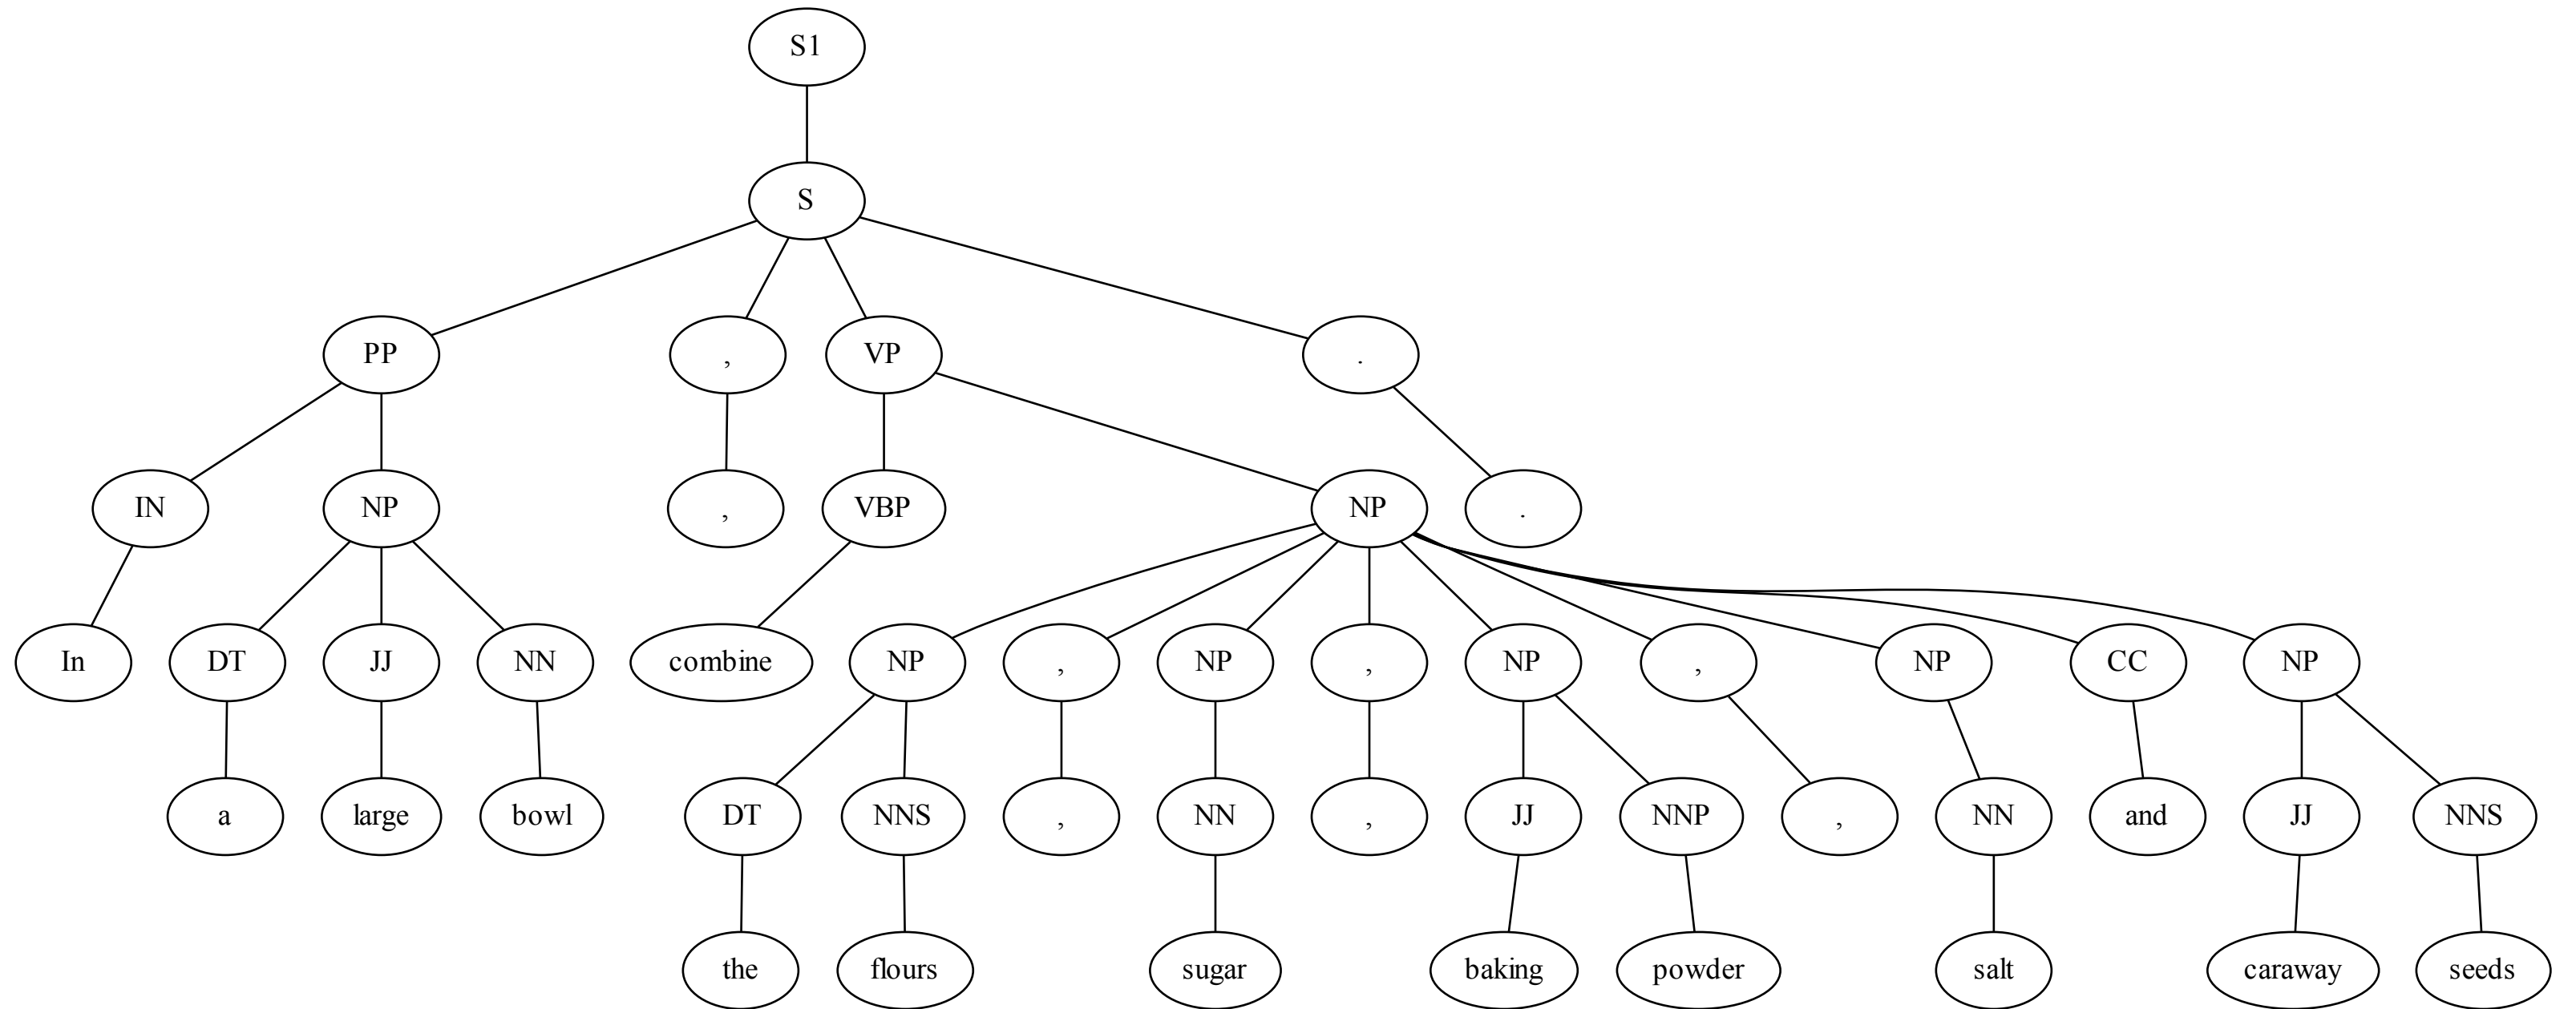 S1
S
PP , VP .
IN NP , VBP NP .
In DT JJ NN combine NP , NP , NP , NP CC NP
a large bowl DT NNS , NN , JJ NNP , NN and JJ NNS
the flours sugar baking powder salt caraway seeds